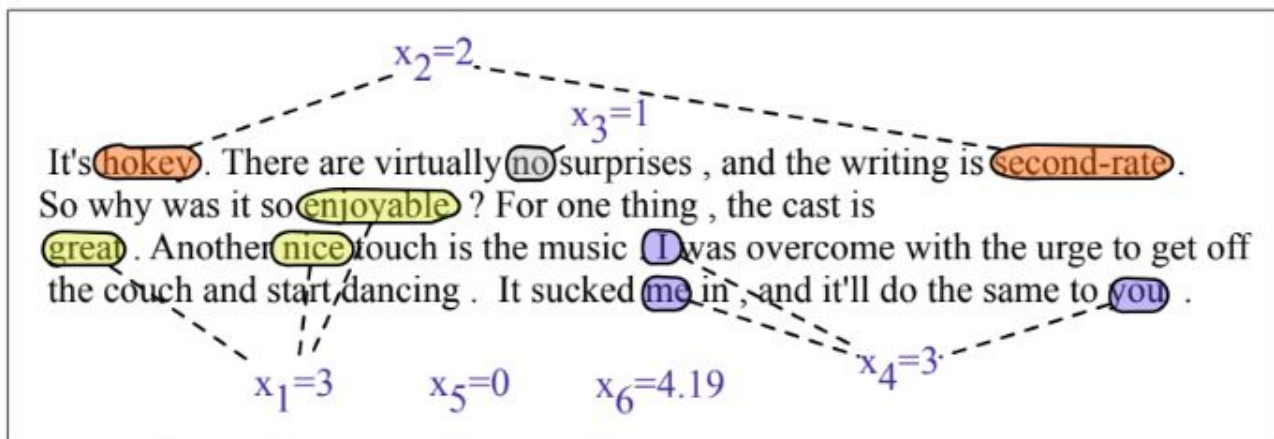 x2=2
x3=1
It's hokey . There are virtually no surprises , and the writing is second-rate .
So why was it so enjoyable ? For one thing , the cast is
great . Another nice touch is the music I was overcome with the urge to get off
the couch and start dancing . It sucked me in , and it'll do the same to you .
x4=3
x1=3 x5=0 x6=4.19